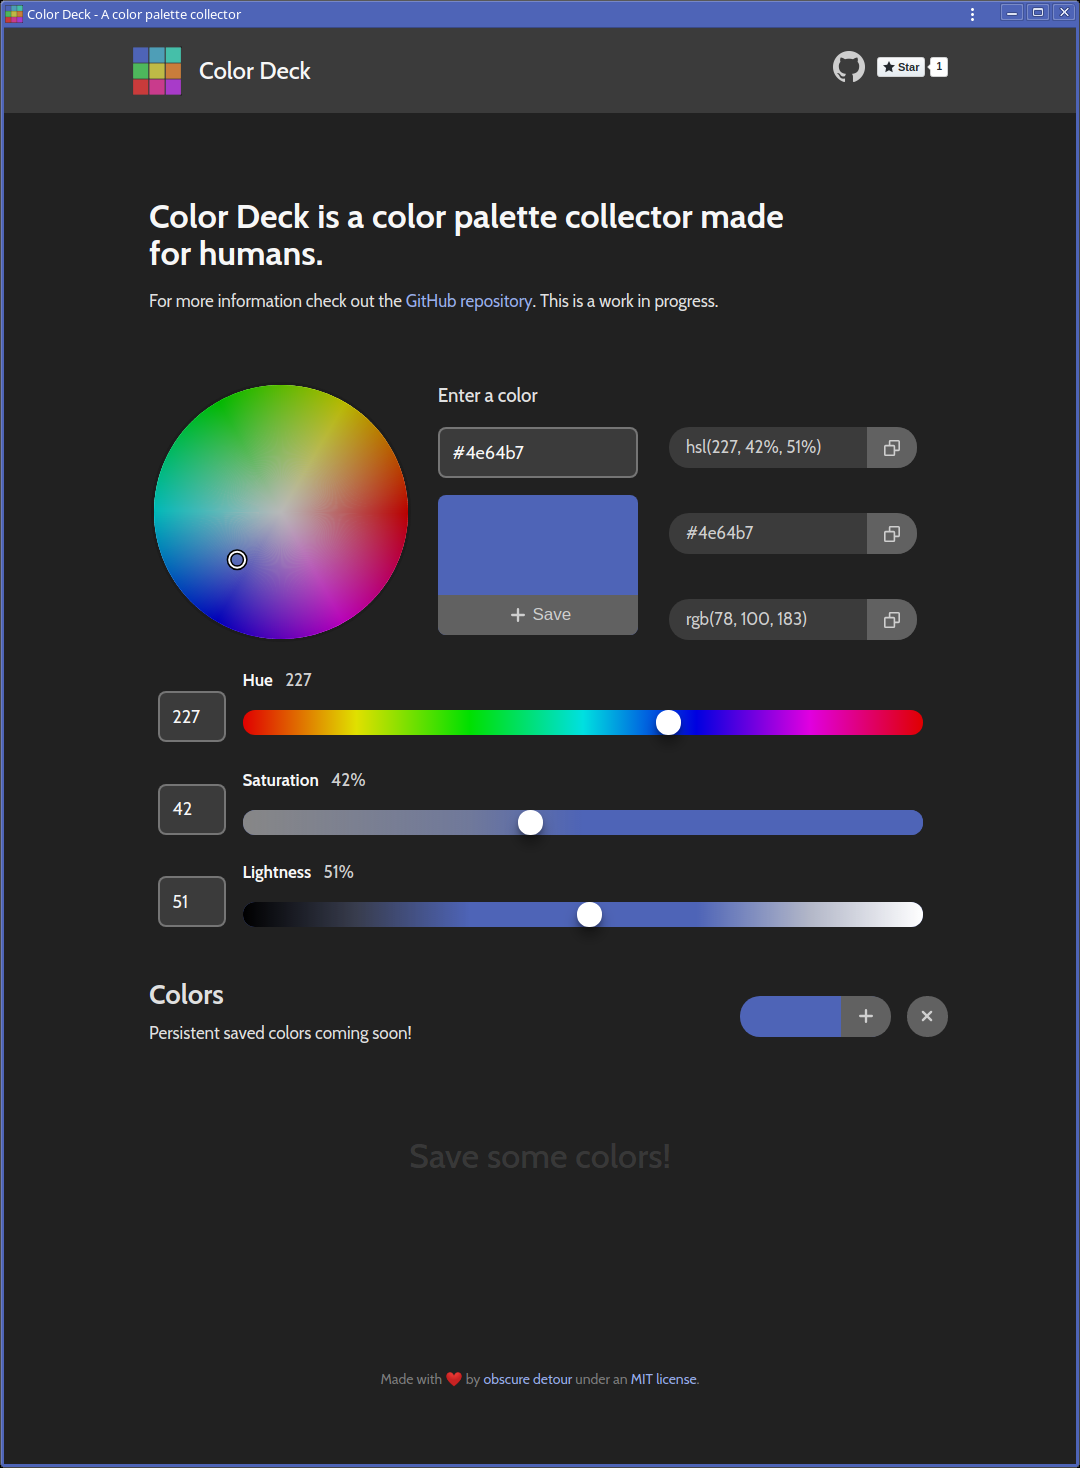 Color Deck - A color palette collector
Color Deck
Star
1
Color Deck is a color palette collector made
for humans.
For more information check out the GitHub repository. This is a work in progress.
Enter a color
#4e64b7
hsl(227, 42%, 51%)
#4e64b7
Save
rgb(78, 100, 183)
Hue 227
227
Saturation 42%
42
Lightness 51%
51
Colors
Persistent saved colors coming soon!
Save some colors!
Made with ❤️ by obscure detour under an MIT license.